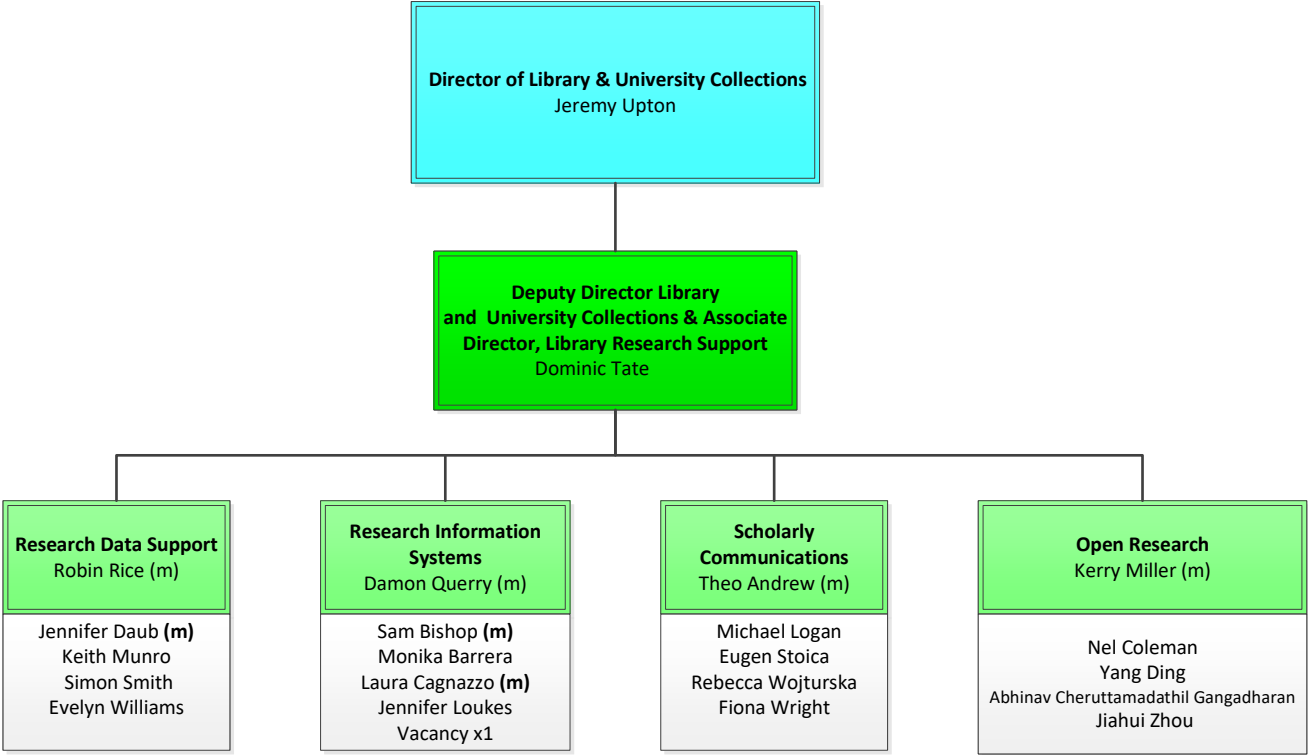 Director of Library & University Collections
Jeremy Upton
Deputy Director Library
and University Collections & Associate
Director, Library Research Support
Dominic Tate
Research Data Support
Robin Rice (m)
Jennifer Daub (m)
Keith Munro
Simon Smith
Evelyn Williams
Research Information
Systems
Damon Querry (m)
Sam Bishop (m)
Monika Barrera
Laura Cagnazzo (m)
Jennifer Loukes
Vacancy x1
Scholarly
Communications
Theo Andrew (m)
Michael Logan
Eugen Stoica
Rebecca Wojturska
Fiona Wright
Open Research
Kerry Miller (m)
Nel Coleman
Yang Ding
Abhinav Cheruttamadathil Gangadharan
Jiahui Zhou